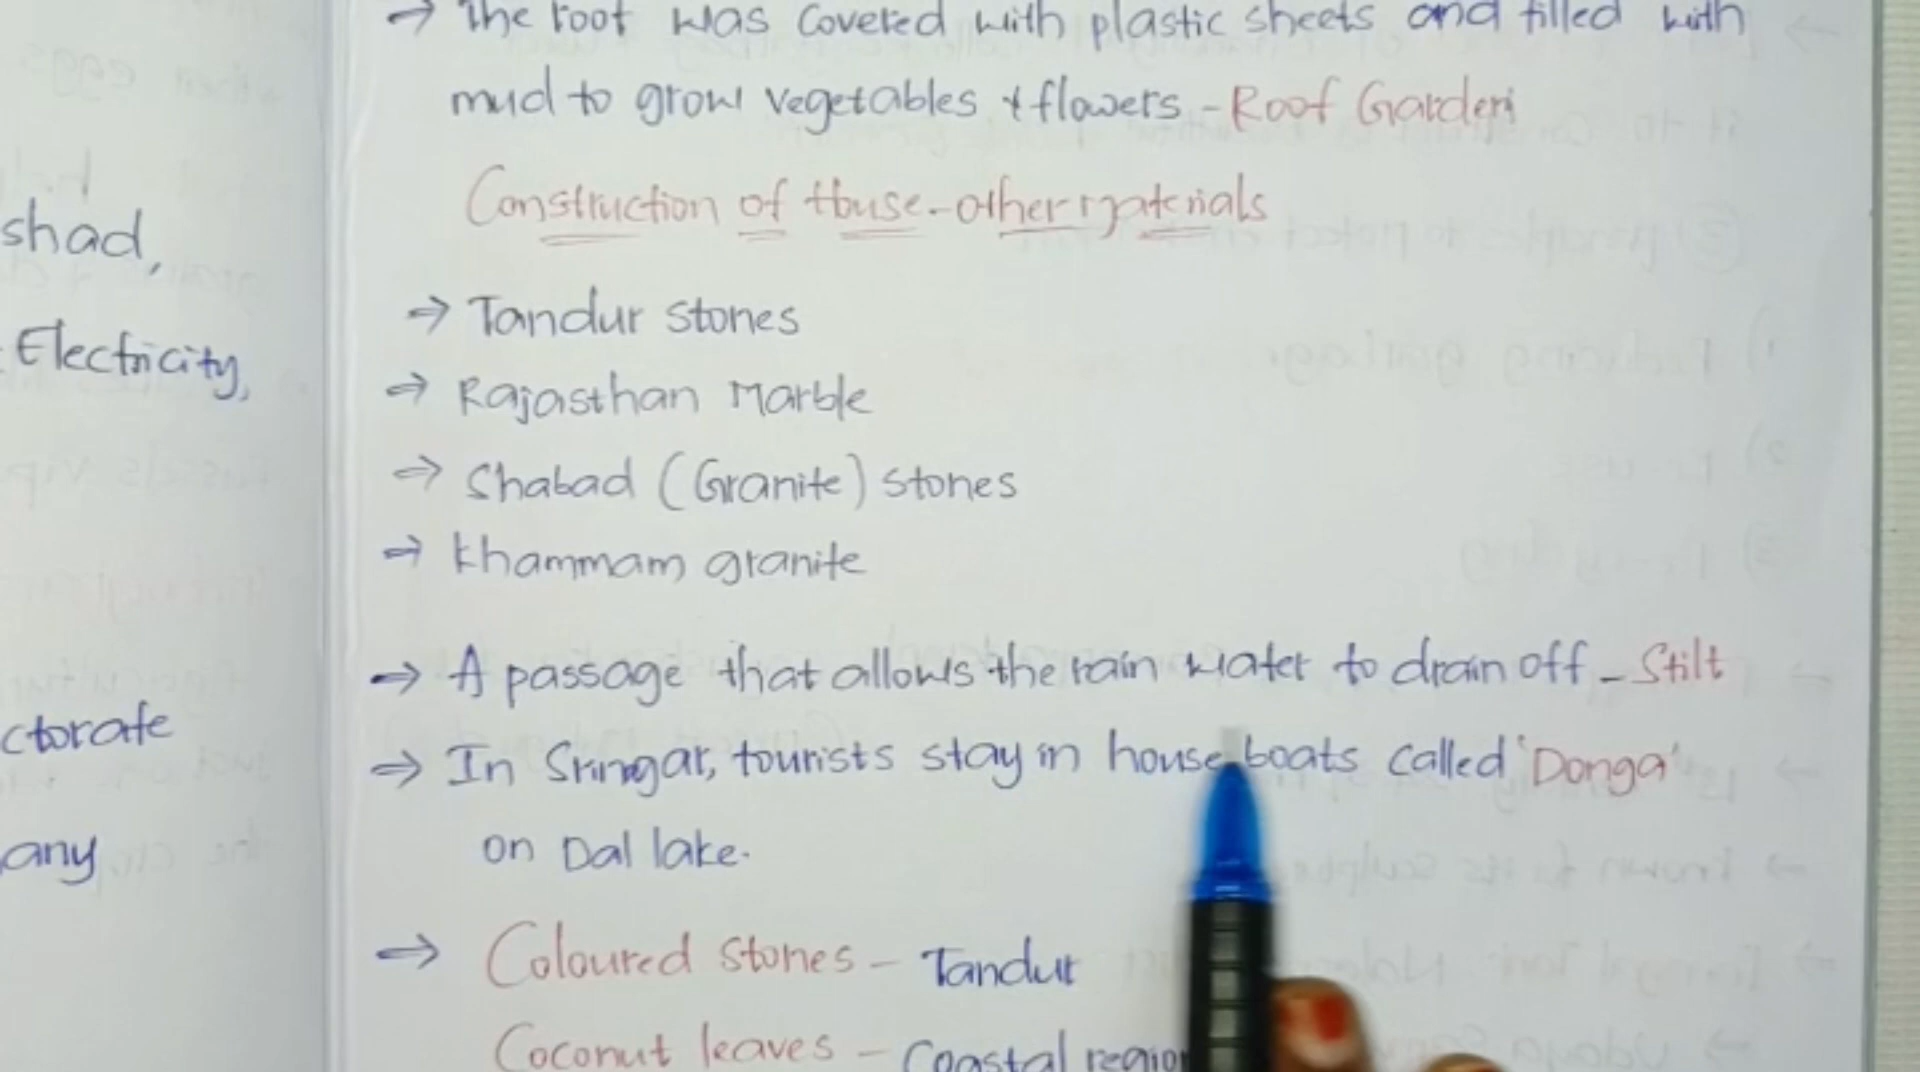 shad,
Electricity,
ctorate
any
→ The roof was covered with plastic sheets and filled with
mud to grow vegetables & flowers - Roof Garden
Construction of House - other materials
→ Tandur stones
→ Rajasthan Marble
→ Shabad (Granite) stones
→ Khammam granite
→ A passage that allows the rain water to drain off - Stilt
→ In Srinagar, tourists stay in house boats called 'Donga'
on Dal lake.
→ Coloured stones - Tandur
Coconut leaves - Coastal region